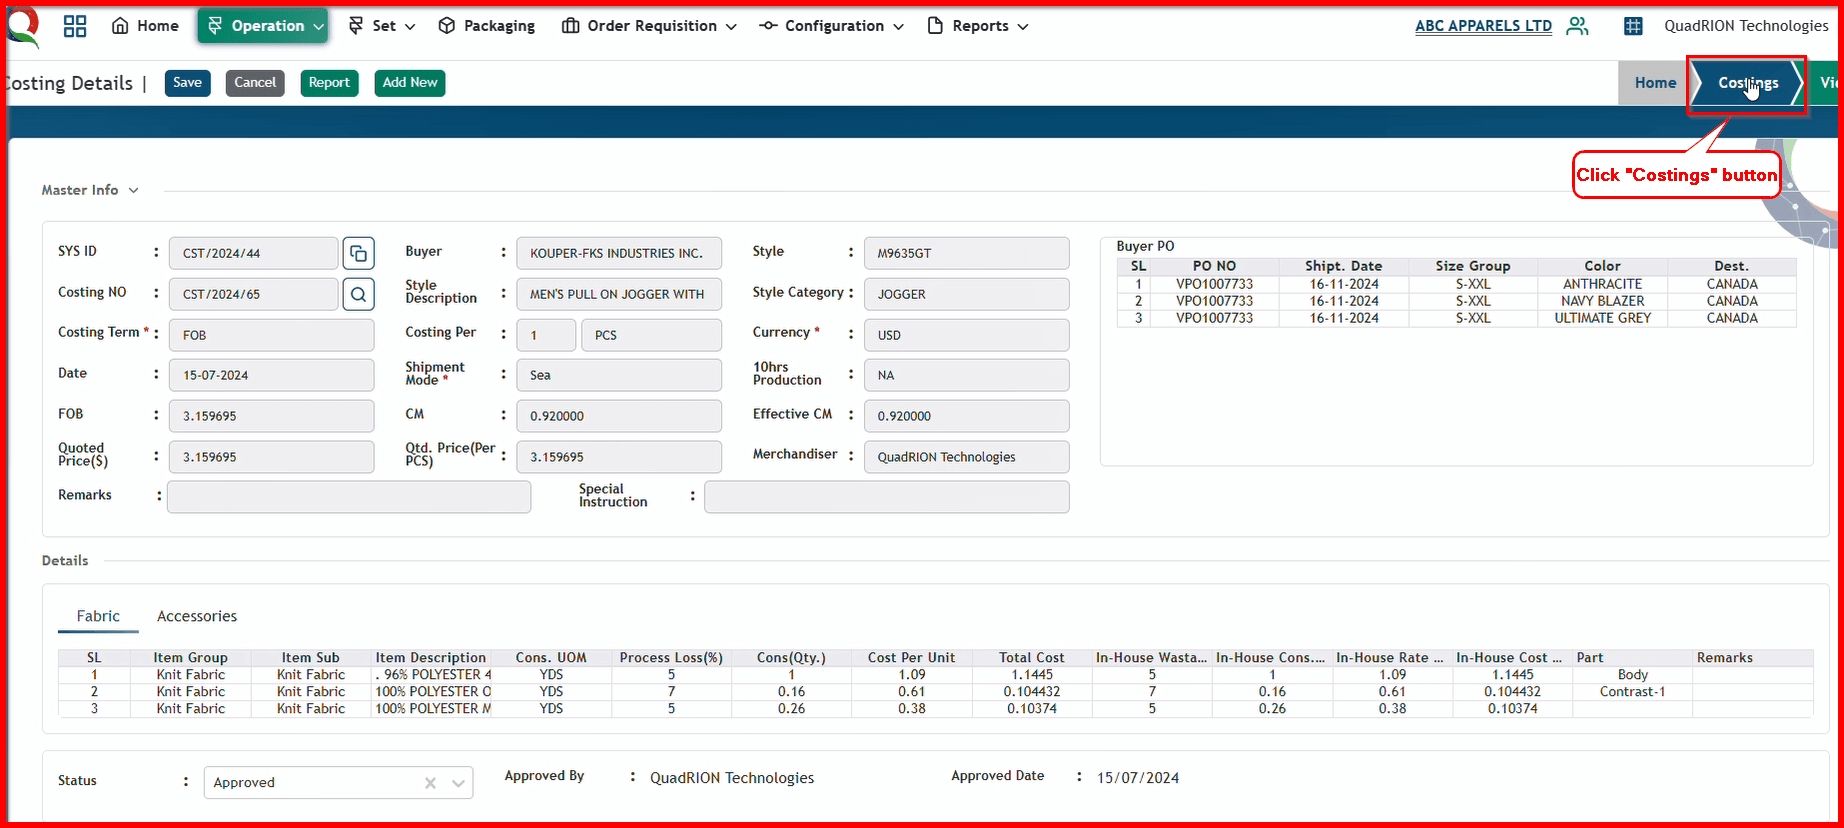 Home Operation Set Packaging Order Requisition Configuration Reports ABC APPARELS LTD QuadRION Technologies
Costing Details | Save Cancel Report Add New Home Costings
Click "Costings" button
Master Info
SYS ID : CST/2024/44 Buyer : KOUPER-FKS INDUSTRIES INC. Style : M9635GT
Costing NO : CST/2024/65 Style Description : MEN'S PULL ON JOGGER WITH Style Category : JOGGER
Costing Term * : FOB Costing Per : 1 PCS Currency * : USD
Date : 15-07-2024 Shipment Mode * : Sea 10hrs Production : NA
FOB : 3.159695 CM : 0.920000 Effective CM : 0.920000
Quoted Price($) : 3.159695 Qtd. Price(Per PCS) : 3.159695 Merchandiser : QuadRION Technologies
Remarks : Special Instruction :
Buyer PO
SL PO NO Shipt. Date Size Group Color Dest.
1 VPO1007733 16-11-2024 S-XXL ANTHRACITE CANADA
2 VPO1007733 16-11-2024 S-XXL NAVY BLAZER CANADA
3 VPO1007733 16-11-2024 S-XXL ULTIMATE GREY CANADA
Details
Fabric Accessories
SL Item Group Item Sub Item Description Cons. UOM Process Loss(%) Cons(Qty.) Cost Per Unit Total Cost In-House Wasta... In-House Cons.... In-House Rate ... In-House Cost ... Part Remarks
1 Knit Fabric Knit Fabric . 96% POLYESTER 4 YDS 5 1 1.09 1.1445 5 1 1.09 1.1445 Body
2 Knit Fabric Knit Fabric 100% POLYESTER O YDS 7 0.16 0.61 0.104432 7 0.16 0.61 0.104432 Contrast-1
3 Knit Fabric Knit Fabric 100% POLYESTER M YDS 5 0.26 0.38 0.10374 5 0.26 0.38 0.10374
Status : Approved Approved By : QuadRION Technologies Approved Date : 15/07/2024